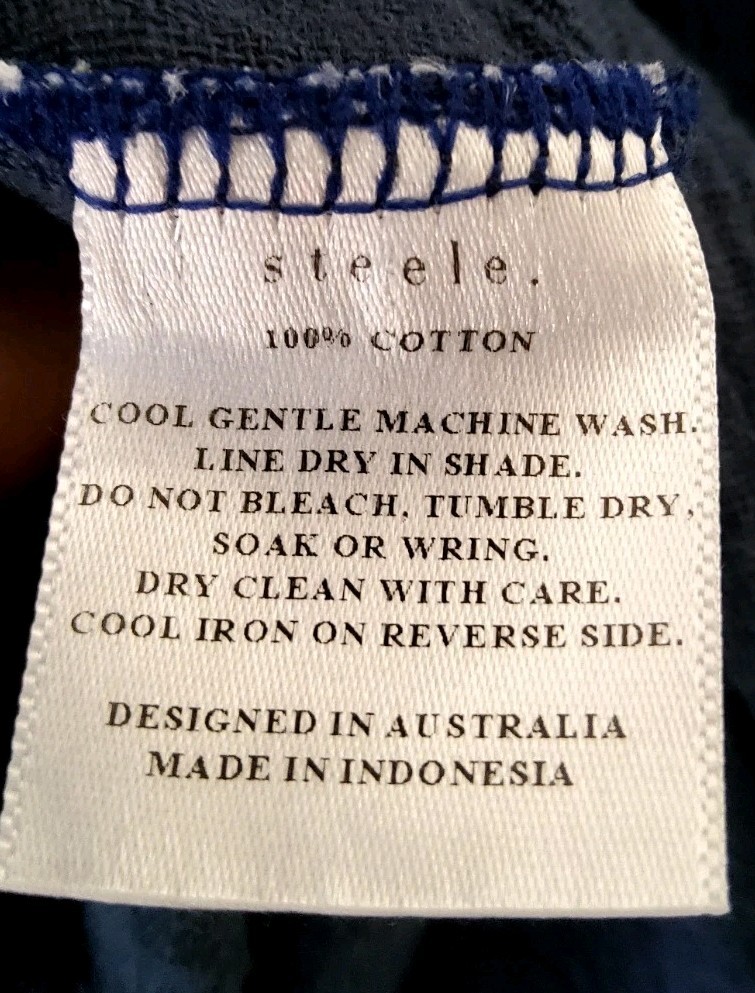 steele.
100% COTTON
COOL GENTLE MACHINE WASH.
LINE DRY IN SHADE.
DO NOT BLEACH, TUMBLE DRY,
SOAK OR WRING.
DRY CLEAN WITH CARE.
COOL IRON ON REVERSE SIDE.
DESIGNED IN AUSTRALIA
MADE IN INDONESIA